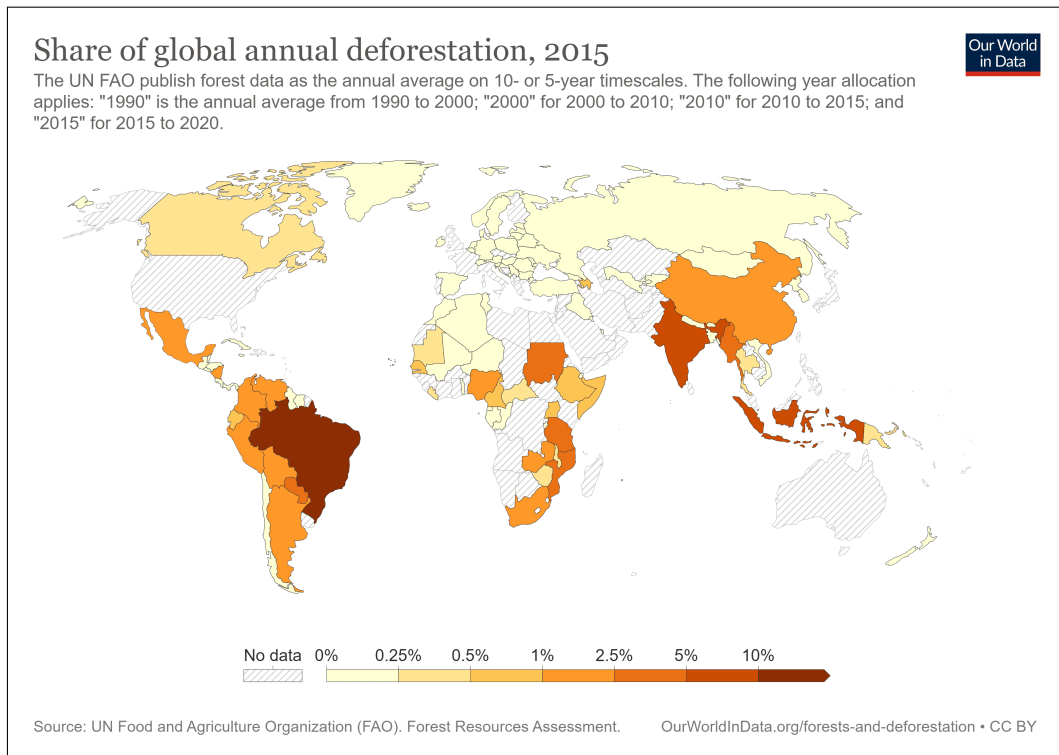 Share of global annual deforestation, 2015
Our World
in Data
The UN FAO publish forest data as the annual average on 10- or 5-year timescales. The following year allocation
applies: "1990" is the annual average from 1990 to 2000; "2000" for 2000 to 2010; "2010" for 2010 to 2015; and
"2015" for 2015 to 2020.
No data 0% 0.25% 0.5% 1% 2.5% 5% 10%
Source: UN Food and Agriculture Organization (FAO). Forest Resources Assessment. OurWorldInData.org/forests-and-deforestation • CC BY